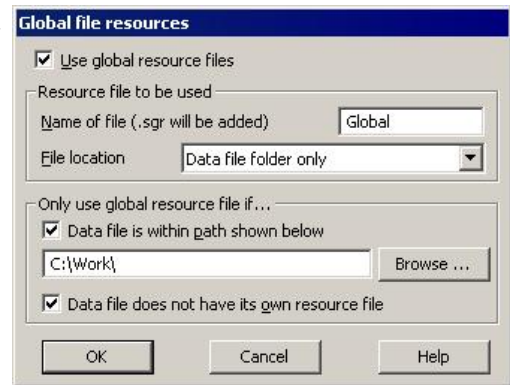 Global file resources
Use global resource files
Resource file to be used
Name of file (.sgr will be added) Global
File location Data file folder only
Only use global resource file if...
Data file is within path shown below
C:\Work\ Browse ...
Data file does not have its own resource file
OK Cancel Help